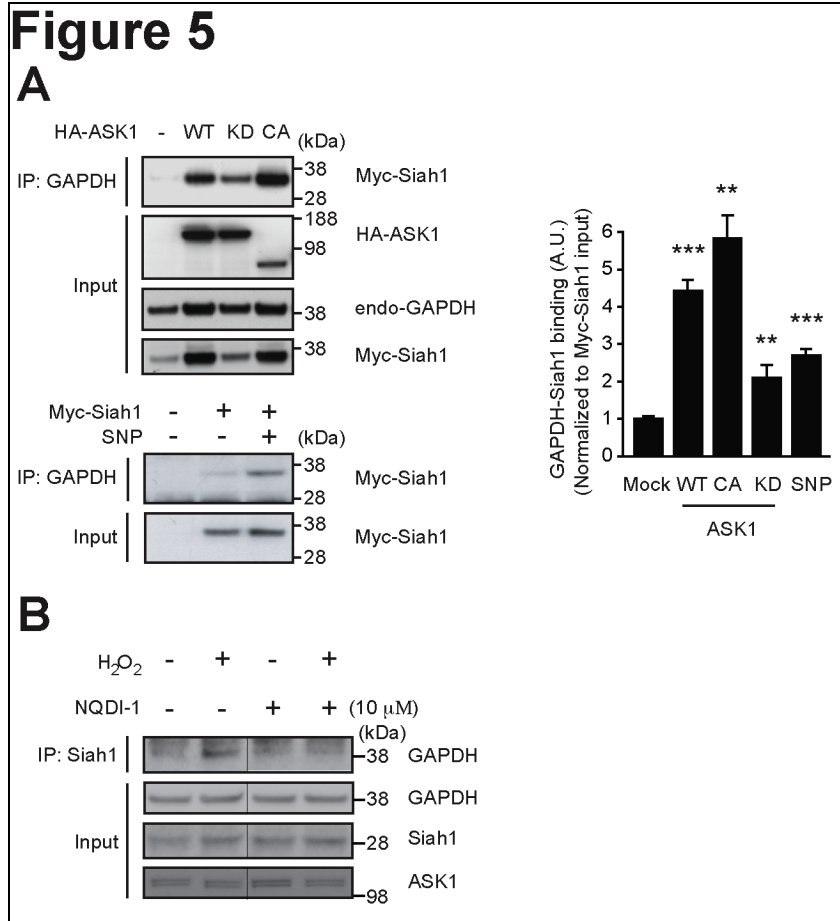 Figure 5
A
HA-ASK1 - WT KD CA (kDa)
IP: GAPDH 38 28 Myc-Siah1
Input 188 98 HA-ASK1
38 endo-GAPDH
38 Myc-Siah1
Myc-Siah1 - + +
SNP - - + (kDa)
IP: GAPDH 38 28 Myc-Siah1
Input 38 28 Myc-Siah1
GAPDH-Siah1 binding (A.U.)
(Normalized to Myc-Siah1 input)
6
5
4
3
2
1
0
*** ** ** ***
Mock WT CA KD SNP
ASK1
B
H2O2 - + - +
NQDI-1 - - + + (10 μM)
(kDa)
IP: Siah1 38 GAPDH
Input 38 GAPDH
28 Siah1
98 ASK1